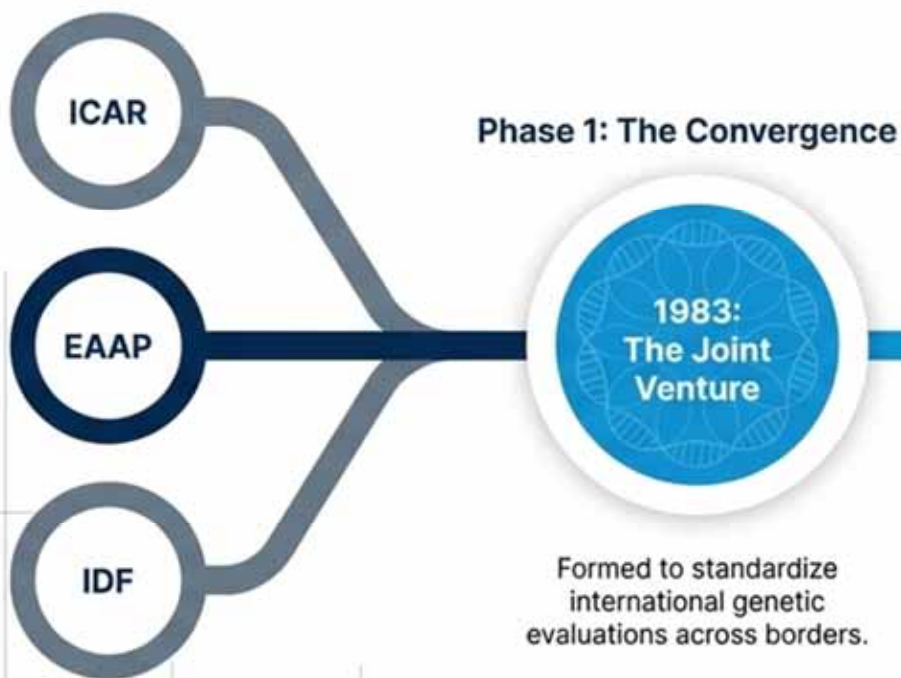 ICAR
EAAP
IDF
Phase 1: The Convergence
1983:
The Joint
Venture
Formed to standardize
international genetic
evaluations across borders.